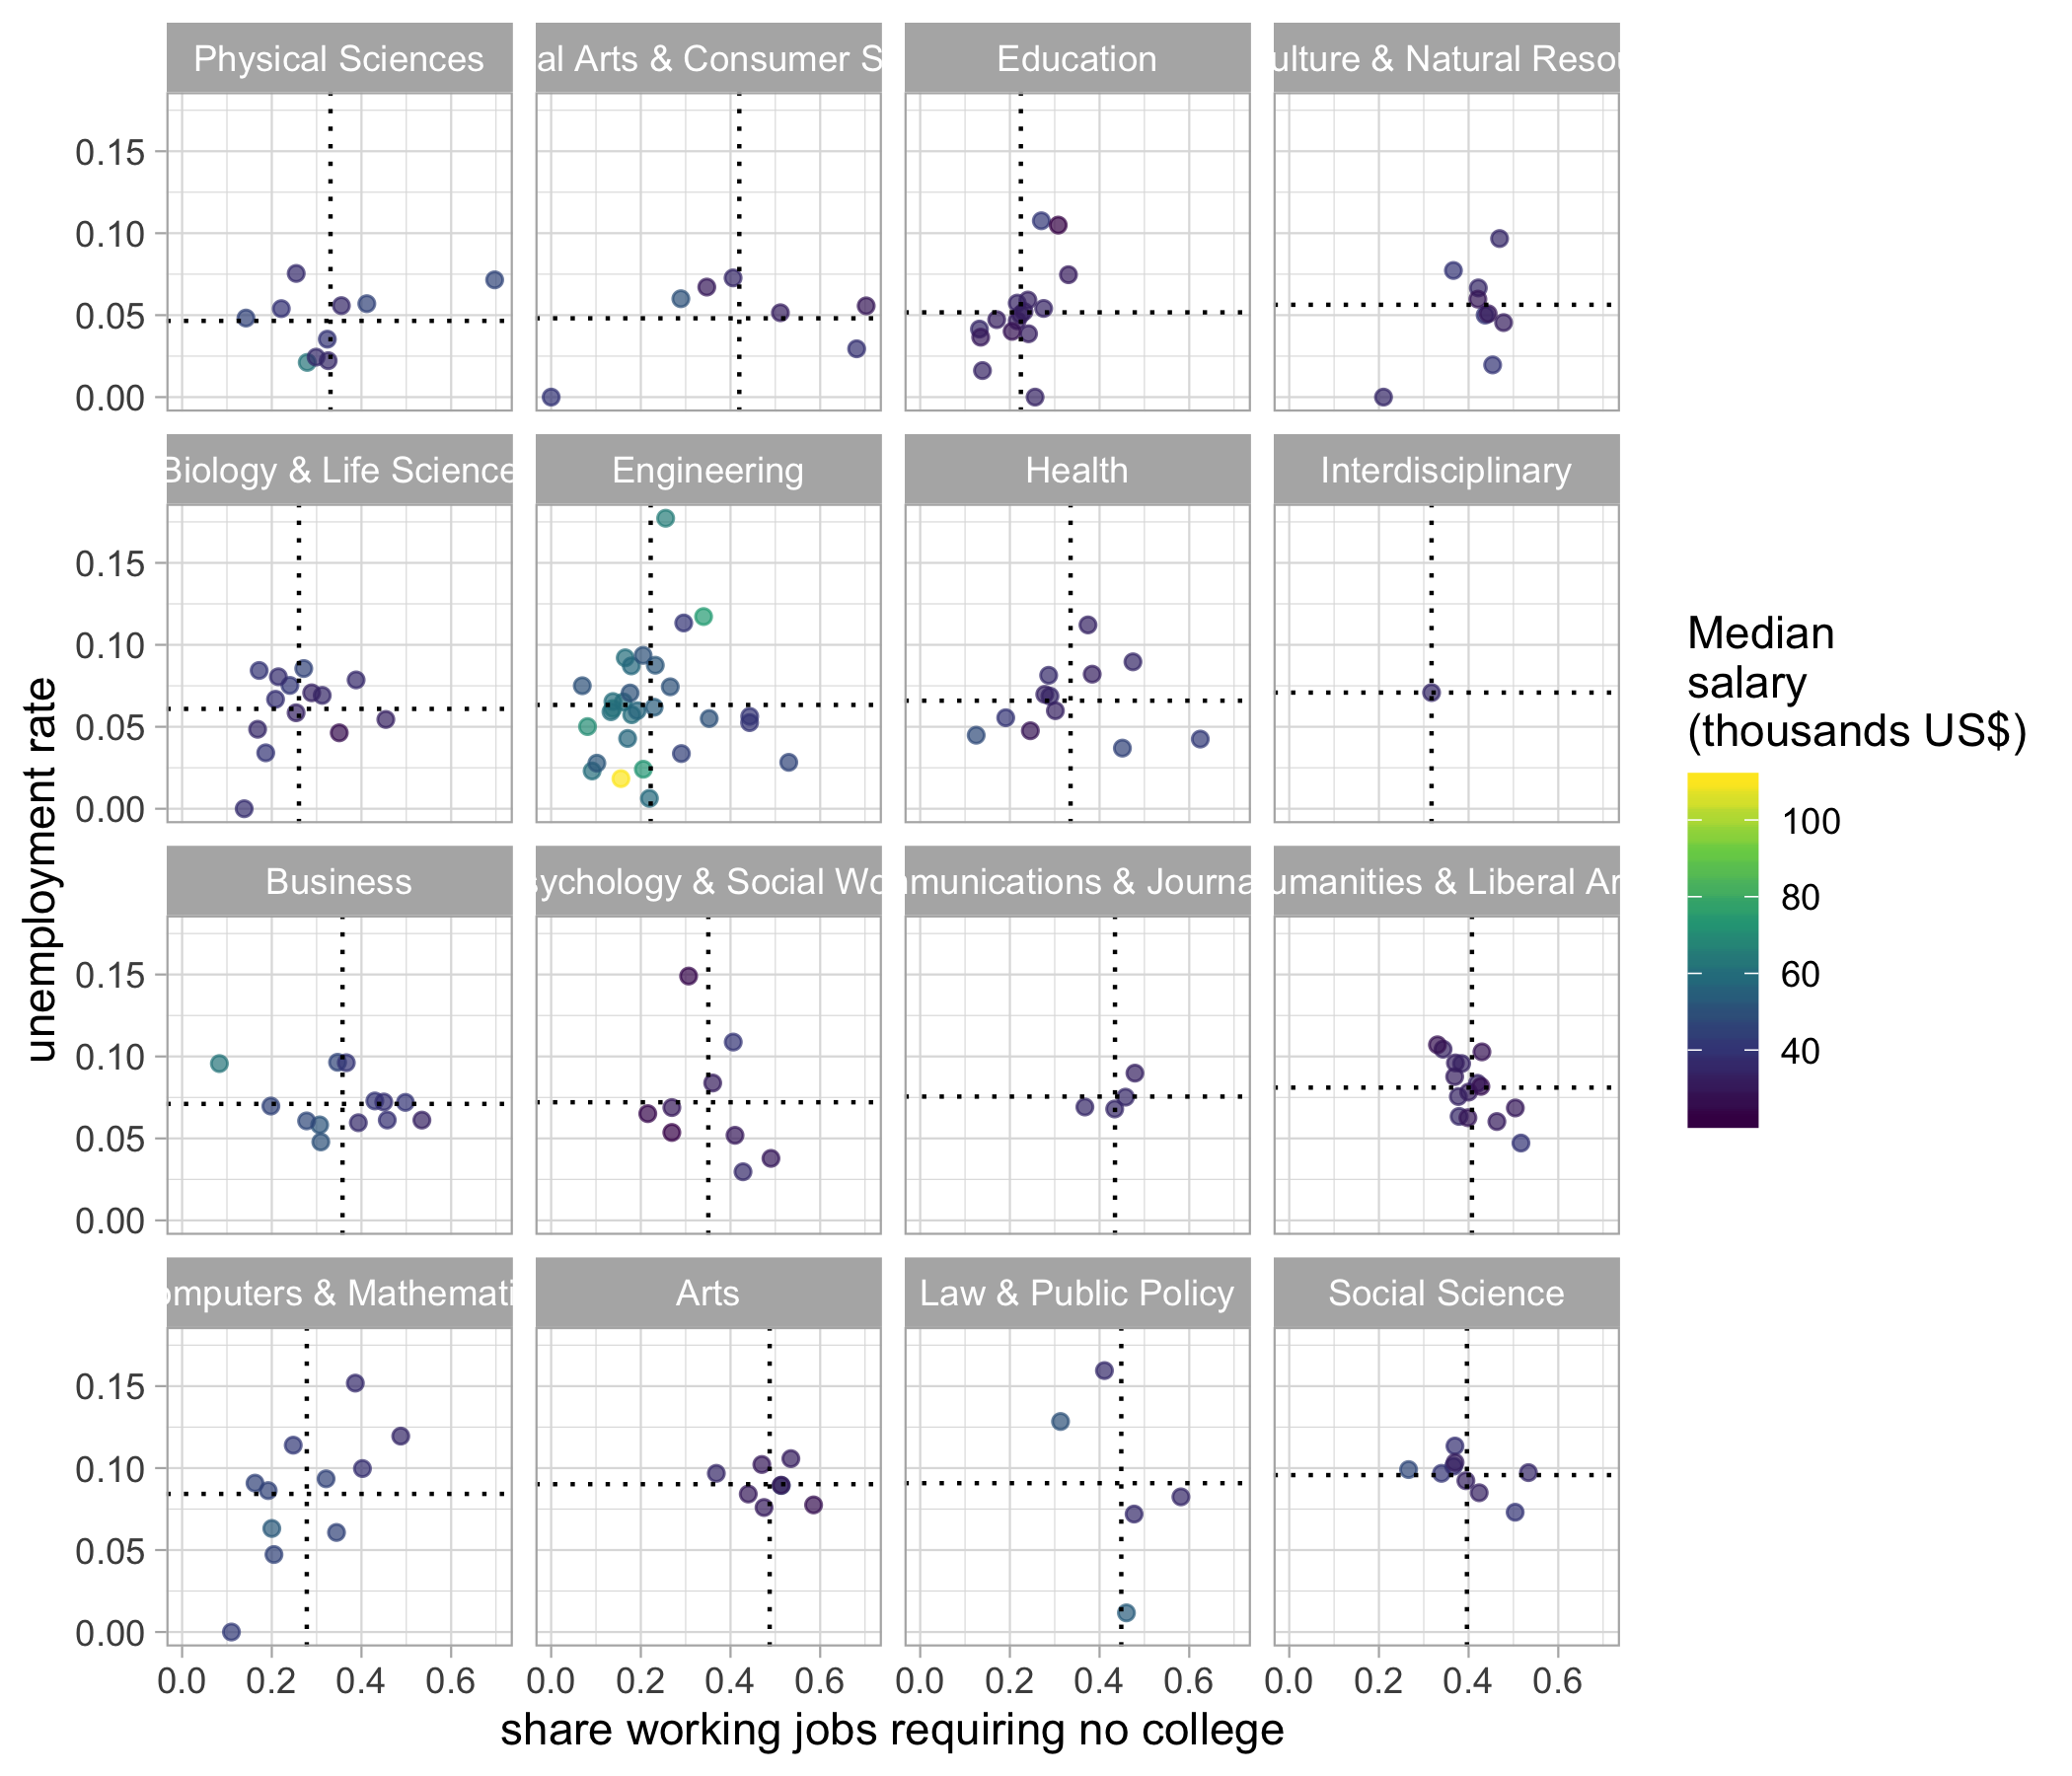 Physical Sciences
al Arts & Consumer S
Education
ulture & Natural Resou
0.15
0.10
0.05
0.00
Biology & Life Science
Engineering
Health
Interdisciplinary
0.15
0.10
0.05
0.00
Business
sychology & Social Wo
mmunications & Journa
umanities & Liberal Ar
0.15
0.10
0.05
0.00
omputers & Mathemati
Arts
Law & Public Policy
Social Science
0.15
0.10
0.05
0.00
0.0 0.2 0.4 0.6
0.0 0.2 0.4 0.6
0.0 0.2 0.4 0.6
0.0 0.2 0.4 0.6
share working jobs requiring no college
unemployment rate
Median
salary
(thousands US$)
100
80
60
40